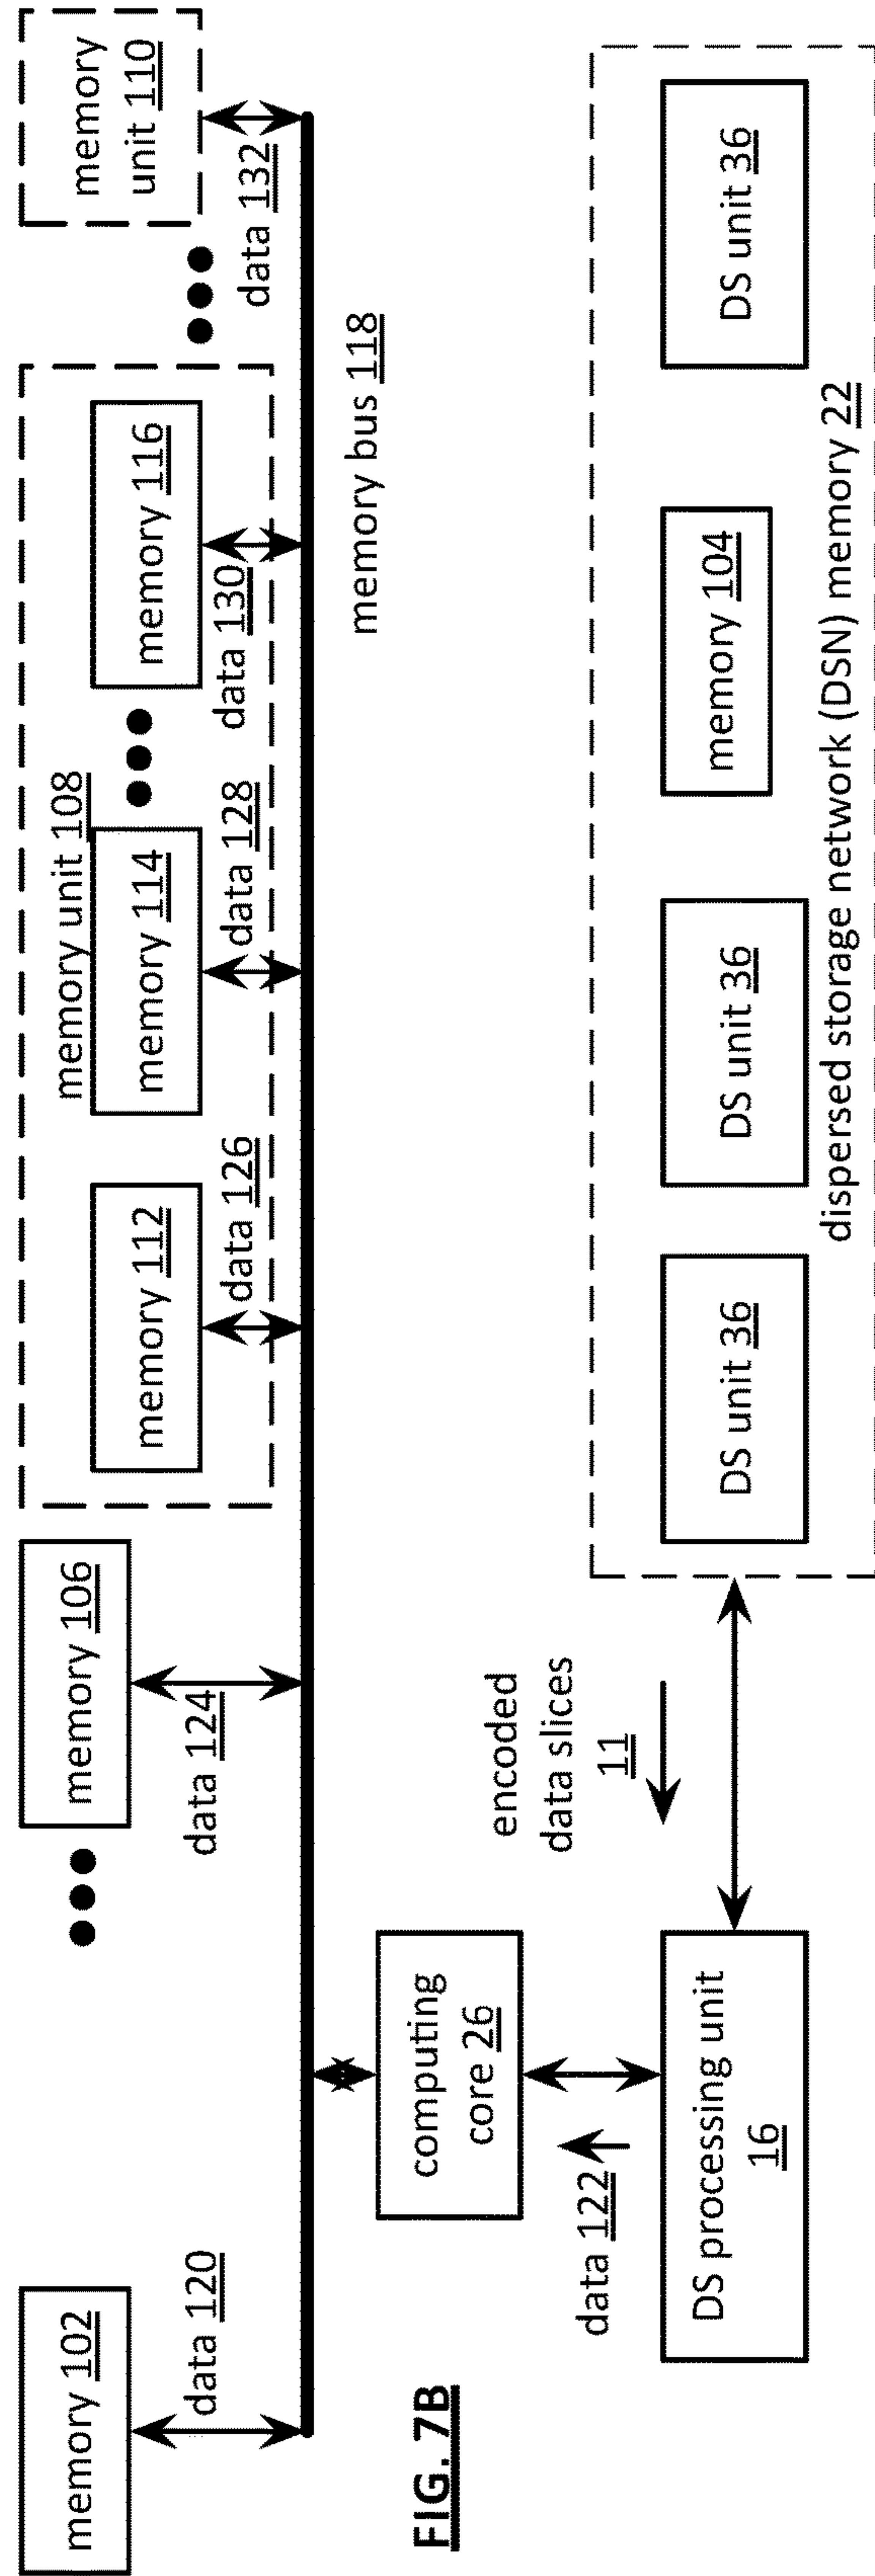 memory 102
data 120
memory 106
data 124
memory unit 108
memory 112
data 126
memory 114
data 128
memory 116
data 130
memory
unit 110
data 132
memory bus 118
computing
core 26
data 122
DS processing unit
16
encoded
data slices
11
DS unit 36
DS unit 36
memory 104
DS unit 36
dispersed storage network (DSN) memory 22
FIG. 7B